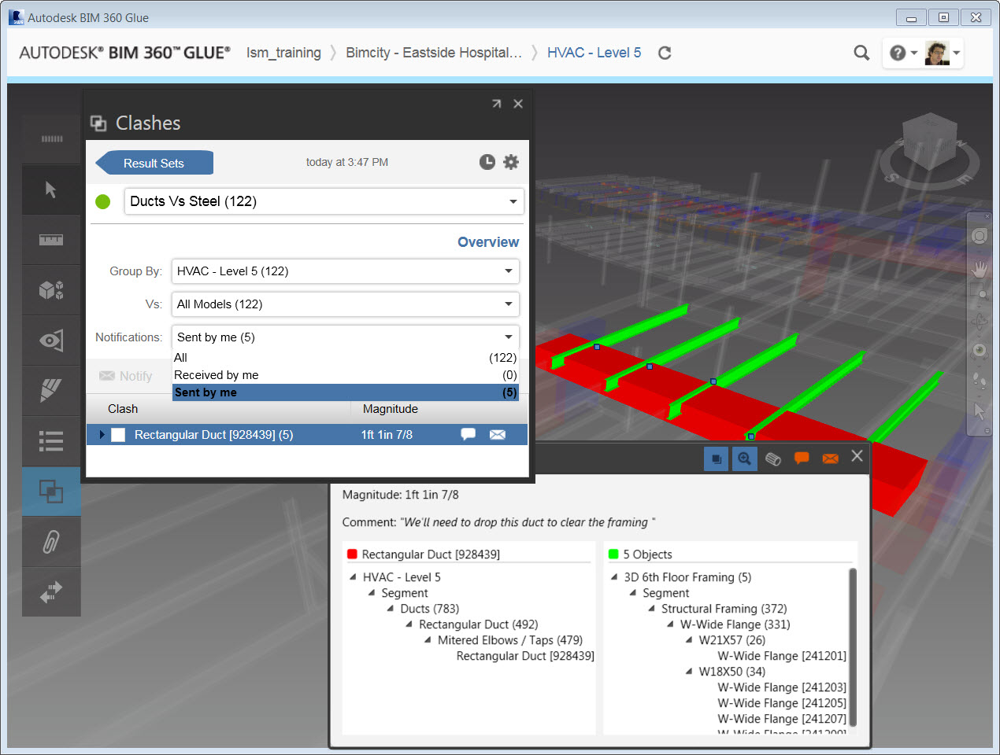 Autodesk BIM 360 Glue
AUTODESK® BIM 360™ GLUE® Ism_training Bimcity - Eastside Hospital... HVAC - Level 5
Clashes
Result Sets today at 3:47 PM
Ducts Vs Steel (122)
Overview
Group By: HVAC - Level 5 (122)
Vs: All Models (122)
Notifications: Sent by me (5)
All (122)
Received by me (0)
Sent by me (5)
Notify
Clash Magnitude
Rectangular Duct [928439] (5) 1ft 1in 7/8
Magnitude: 1ft 1in 7/8
Comment: "We'll need to drop this duct to clear the framing "
Rectangular Duct [928439]
HVAC - Level 5
Segment
Ducts (783)
Rectangular Duct (492)
Mitered Elbows / Taps (479)
Rectangular Duct [928439]
5 Objects
3D 6th Floor Framing (5)
Segment
Structural Framing (372)
W-Wide Flange (331)
W21X57 (26)
W-Wide Flange [241201]
W18X50 (34)
W-Wide Flange [241203]
W-Wide Flange [241205]
W-Wide Flange [241207]
W-Wide Flange [241209]
S
E
N